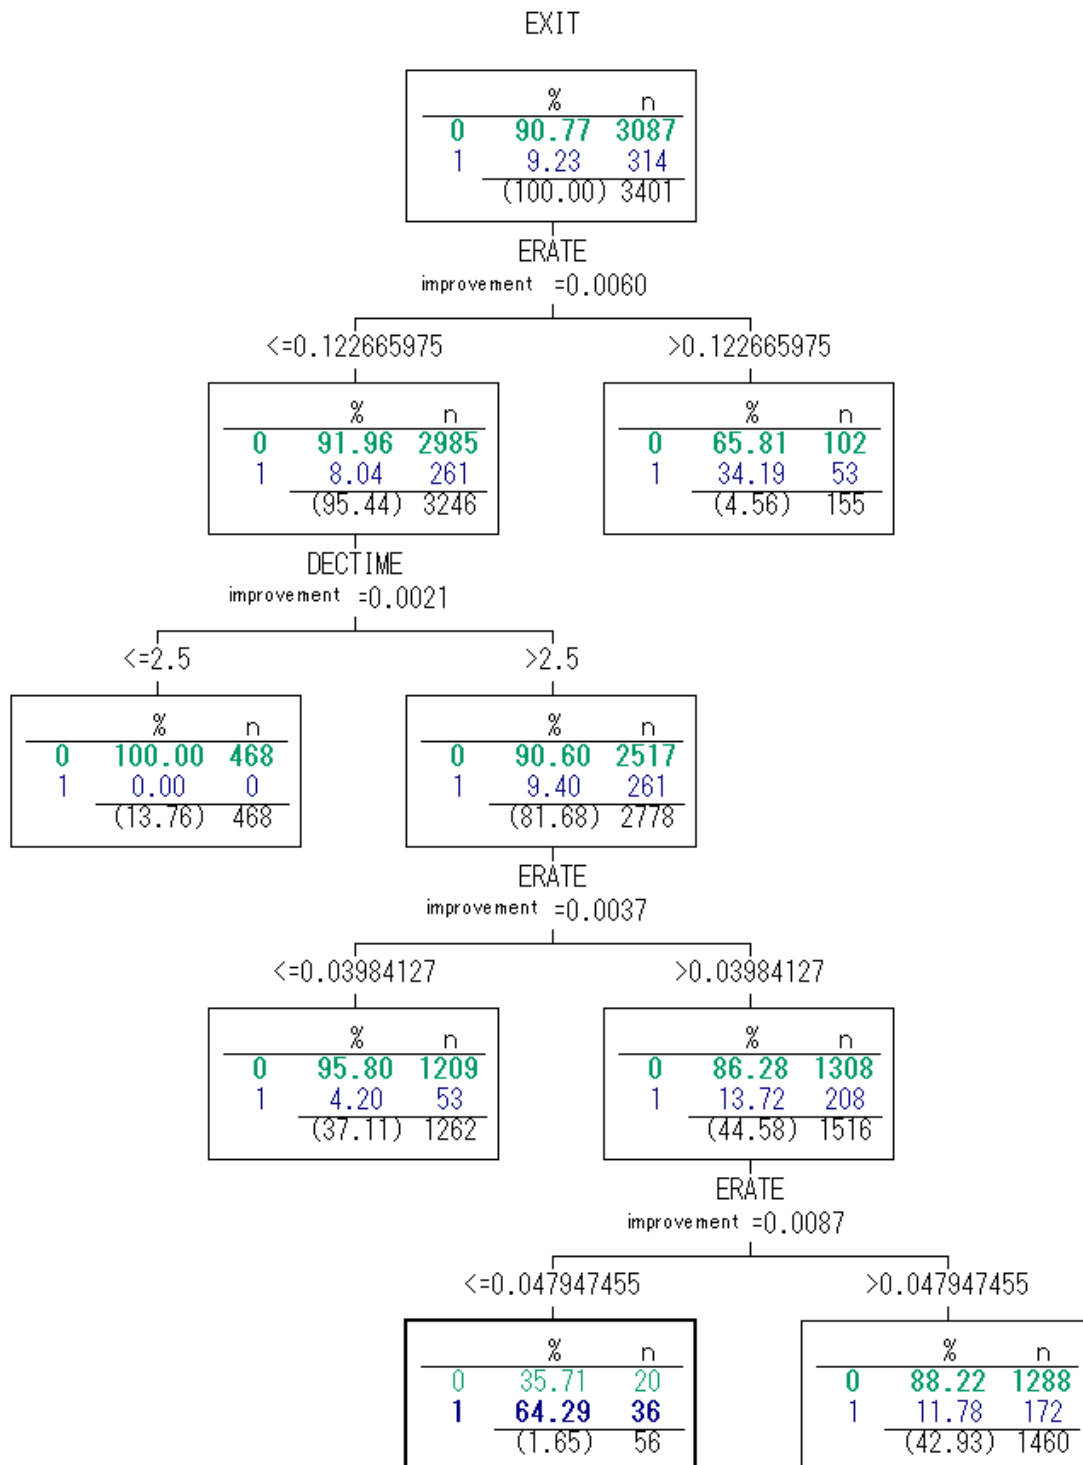 EXIT
% n
0 90.77 3087
1 9.23 314
(100.00) 3401
ERATE
improvement =0.0060
<=0.122665975 >0.122665975
% n % n
0 91.96 2985 0 65.81 102
1 8.04 261 1 34.19 53
(95.44) 3246 (4.56) 155
DECTIME
improvement =0.0021
<=2.5 >2.5
% n % n
0 100.00 468 0 90.60 2517
1 0.00 0 1 9.40 261
(13.76) 468 (81.68) 2778
ERATE
improvement =0.0037
<=0.03984127 >0.03984127
% n % n
0 95.80 1209 0 86.28 1308
1 4.20 53 1 13.72 208
(37.11) 1262 (44.58) 1516
ERATE
improvement =0.0087
<=0.047947455 >0.047947455
% n % n
0 35.71 20 0 88.22 1288
1 64.29 36 1 11.78 172
(1.65) 56 (42.93) 1460